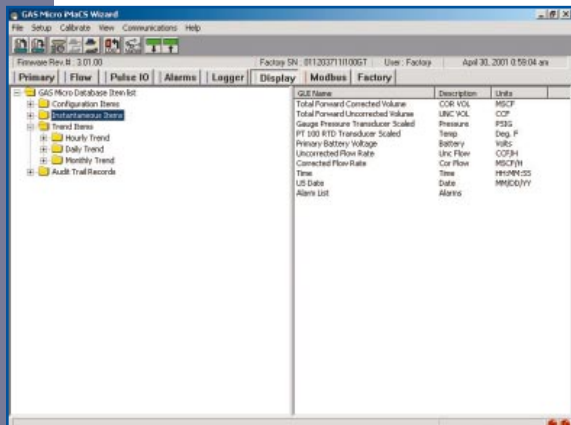 GAS Micro iMaCS Wizard
File Setup Calibrate View Communications Help
Firmware Rev.#: 3.01.00 Factory SN: User: Factory April 30, 2001 8:59:04 am
Primary Flow Pulse IO Alarms Logger Display Modbus Factory
GAS Micro Database Item list
Configuration Items
Instantaneous Items
Trend Items
Hourly Trend
Daily Trend
Monthly Trend
Audit Trail Records
GUI Name Description Units
Total Forward Corrected Volume COR VOL MSCF
Total Forward Uncorrected Volume UNC VOL CCF
Gauge Pressure Transducer Scaled Pressure PSIG
PT 100 RTD Transducer Scaled Temp Deg. F
Primary Battery Voltage Battery Volts
Uncorrected Flow Rate Unc Flow CCF/H
Corrected Flow Rate Cor Flow MSCF/H
Time Time HH:MM:SS
US Date Date MM/DD/YY
Alarm List Alarms